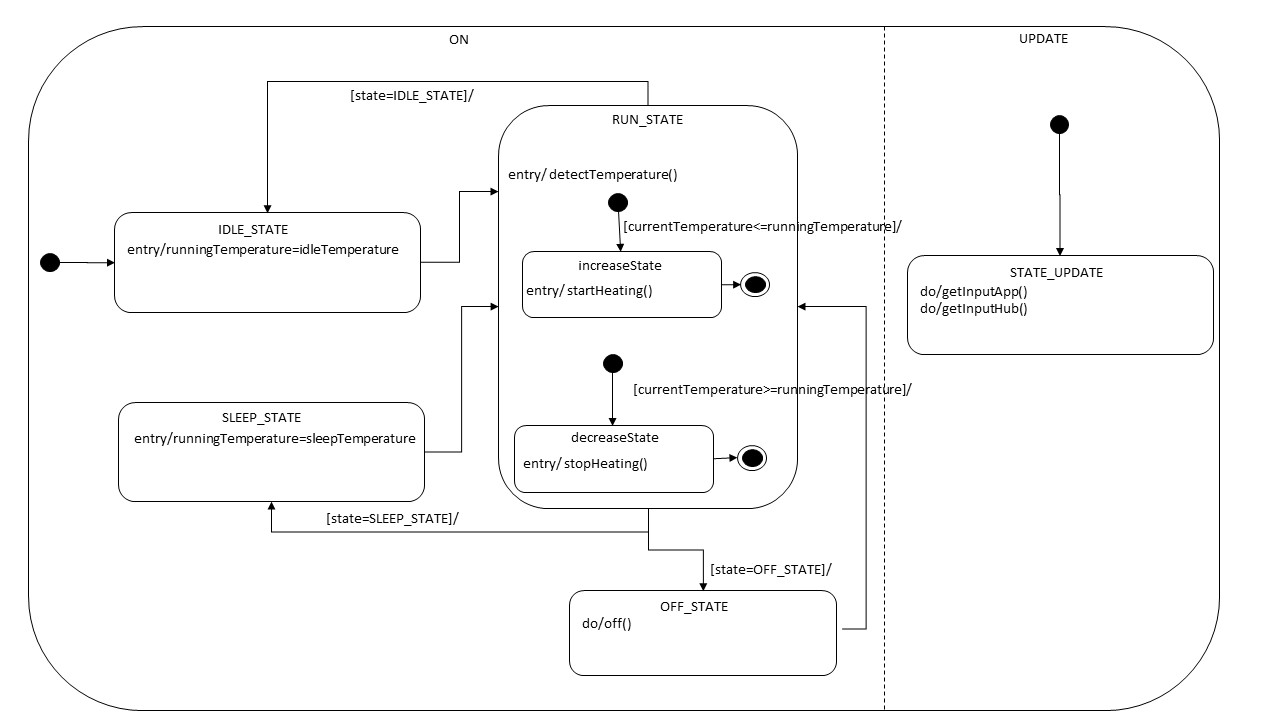 ON
UPDATE
[state=IDLE_STATE]/
RUN_STATE
entry/ detectTemperature()
[currentTemperature<=runningTemperature]/
IDLE_STATE
entry/runningTemperature=idleTemperature
increaseState
entry/ startHeating()
STATE_UPDATE
do/getInputApp()
do/getInputHub()
[currentTemperature>=runningTemperature]/
SLEEP_STATE
entry/runningTemperature=sleepTemperature
decreaseState
entry/ stopHeating()
[state=SLEEP_STATE]/
[state=OFF_STATE]/
OFF_STATE
do/off()